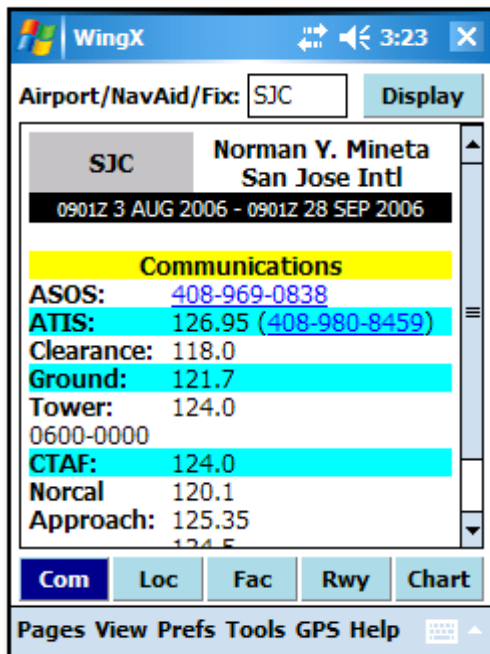 WingX 3:23
Airport/NavAid/Fix: SJC Display
SJC
Norman Y. Mineta
San Jose Intl
0901Z 3 AUG 2006 - 0901Z 28 SEP 2006
Communications
ASOS: 408-969-0838
ATIS: 126.95 (408-980-8459)
Clearance: 118.0
Ground: 121.7
Tower: 124.0
0600-0000
CTAF: 124.0
Norcal 120.1
Approach: 125.35
Com Loc Fac Rwy Chart
Pages View Prefs Tools GPS Help